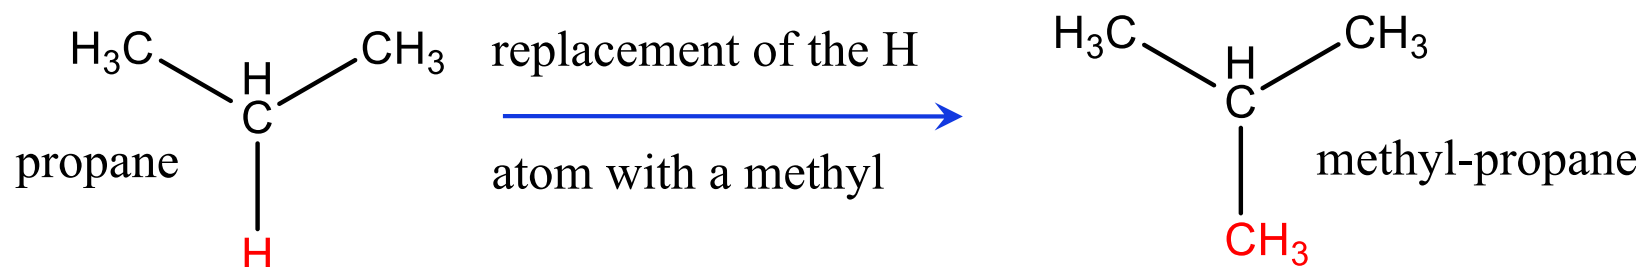 H₃C CH₃
H
C
propane
H
replacement of the H
atom with a methyl
H₃C CH₃
H
C
methyl-propane
CH₃